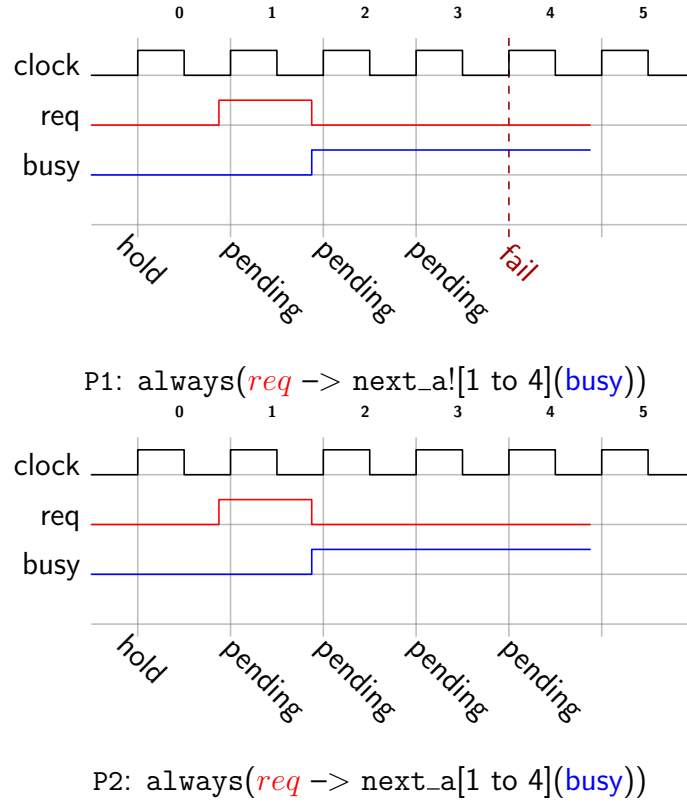 0 1 2 3 4 5
clock
req
busy
hold pending pending pending fail
P1: always(req –> next_a![1 to 4](busy))
0 1 2 3 4 5
clock
req
busy
hold pending pending pending pending
P2: always(req –> next_a[1 to 4](busy))